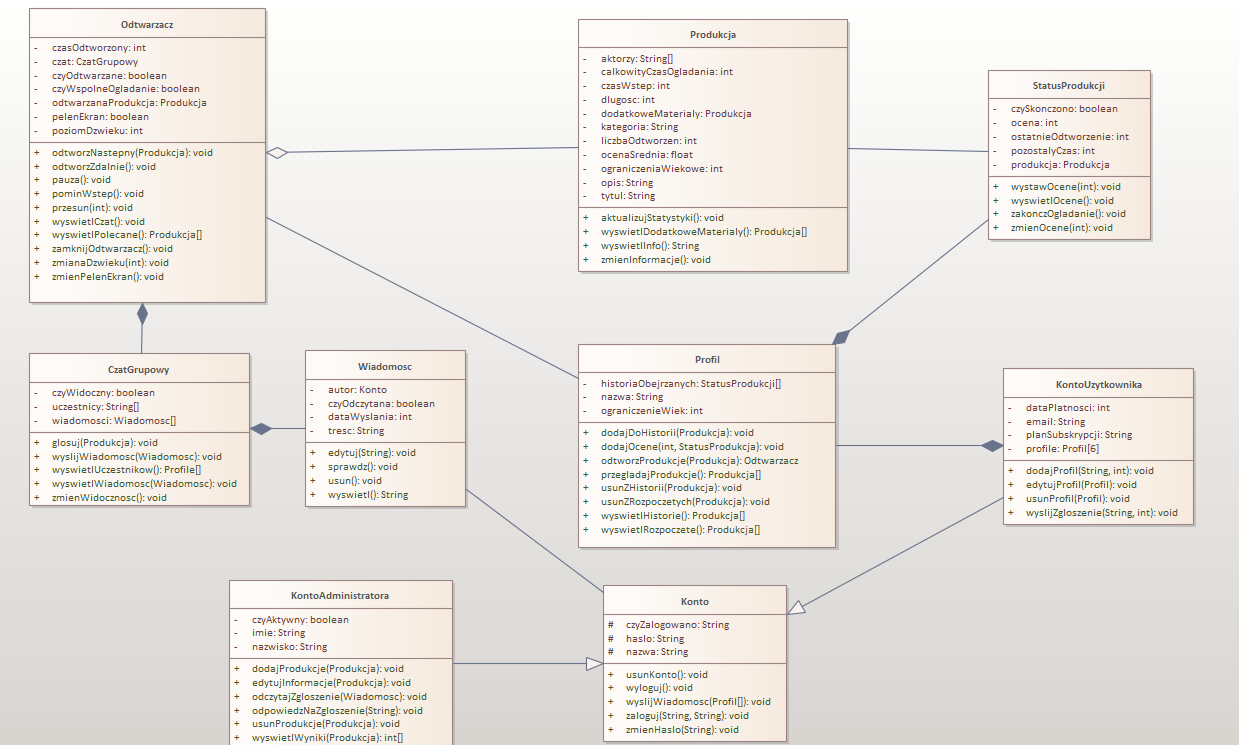 Odtwarzacz
- czasOdtworzony: int
- czat: CzatGrupowy
- czyOdtwarzane: boolean
- czyWspolneOgladanie: boolean
- odtwarzanaProdukcja: Produkcja
- pelenEkran: boolean
- poziomDzwieku: int
+ odtworzNastepny(Produkcja): void
+ odtworzZdalnie(): void
+ pauza(): void
+ pominWstep(): void
+ przesun(int): void
+ wyswietlCzat(): void
+ wyswietlPolecane(): Produkcja[]
+ zamknijOdtwarzacz(): void
+ zmianaDzwieku(int): void
+ zmienPelenEkran(): void
Produkcja
- aktorzy: String[]
- calkowityCzasOgladania: int
- czasWstep: int
- dlugosc: int
- dodatkoweMaterialy: Produkcja
- kategoria: String
- liczbaOdtworzen: int
- ocenaSrednia: float
- ograniczeniaWiekowe: int
- opis: String
- tytul: String
+ aktualizujStatystyki(): void
+ wyswietlDodatkoweMaterialy(): Produkcja[]
+ wyswietlInfo(): String
+ zmienInformacje(): void
StatusProdukcji
- czySkonczono: boolean
- ocena: int
- ostatnieOdtworzenie: int
- pozostalyCzas: int
- produkcja: Produkcja
+ wystawOcene(int): void
+ wyswietlOcene(): void
+ zakonczOgladanie(): void
+ zmienOcene(int): void
CzatGrupowy
- czyWidoczny: boolean
- uczestnicy: String[]
- wiadomosci: Wiadomosc[]
+ glosuj(Produkcja): void
+ wyslijWiadomosc(Wiadomosc): void
+ wyswietlUczestnikow(): Profile[]
+ wyswietlWiadomosc(Wiadomosc): void
+ zmienWidocznosc(): void
Wiadomosc
- autor: Konto
- czyOdczytana: boolean
- dataWyslania: int
- tresc: String
+ edytuj(String): void
+ sprawdz(): void
+ usun(): void
+ wyswietl(): String
Profil
- historiaObejrzanych: StatusProdukcji[]
- nazwa: String
- ograniczenieWiek: int
+ dodajDoHistorii(Produkcja): void
+ dodajOcene(int, StatusProdukcja): void
+ odtworzProdukcje(Produkcja): Odtwarzacz
+ przegladajProdukcje(): Produkcja[]
+ usunZHistorii(Produkcja): void
+ usunZRozpoczetych(Produkcja): void
+ wyswietlHistorie(): Produkcja[]
+ wyswietlRozpoczete(): Produkcja[]
KontoUzytkownika
- dataPlatnosci: int
- email: String
- planSubskrypcji: String
- profile: Profil[6]
+ dodajProfil(String, int): void
+ edytujProfil(Profil): void
+ usunProfil(Profil): void
+ wyslijZgloszenie(String, int): void
KontoAdministratora
- czyAktywny: boolean
- imie: String
- nazwisko: String
+ dodajProdukcje(Produkcja): void
+ edytujInformacje(Produkcja): void
+ odczytajZgloszenie(Wiadomosc): void
+ odpowiedzNaZgloszenie(String): void
+ usunProdukcje(Produkcja): void
+ wyswietlWyniki(Produkcja): int[]
Konto
# czyZalogowano: String
# haslo: String
# nazwa: String
+ usunKonto(): void
+ wyloguj(): void
+ wyslijWiadomosc(Profil[]): void
+ zaloguj(String, String): void
+ zmienHaslo(String): void